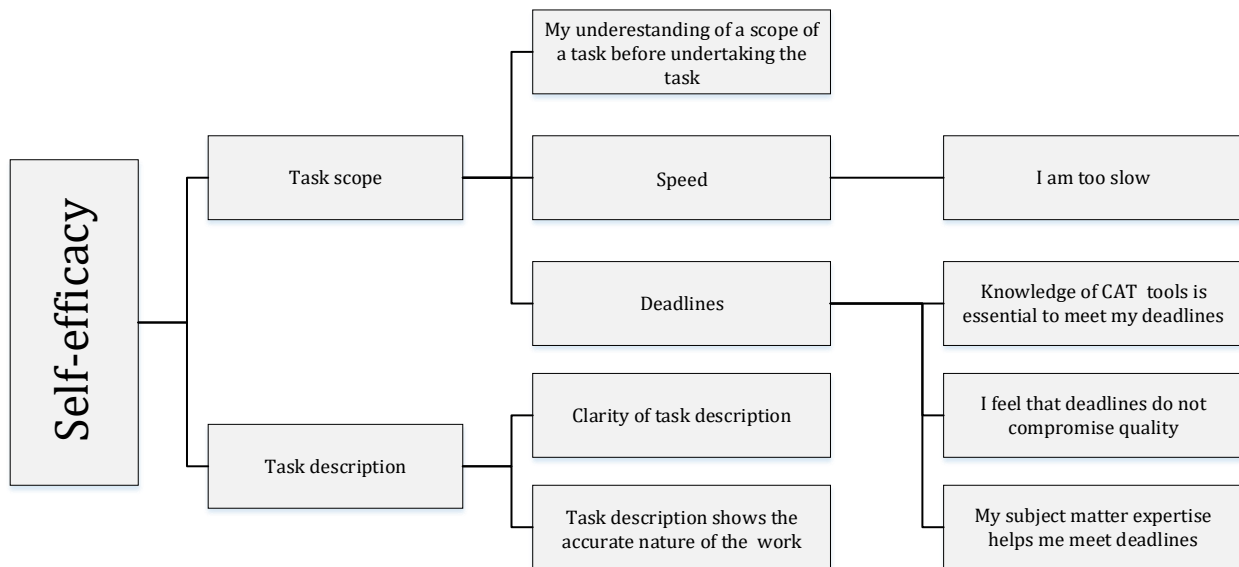 Self-efficacy
Task scope
My underestanding of a scope of
a task before undertaking the
task
Speed
I am too slow
Deadlines
Knowledge of CAT tools is
essential to meet my deadlines
I feel that deadlines do not
compromise quality
My subject matter expertise
helps me meet deadlines
Task description
Clarity of task description
Task description shows the
accurate nature of the work